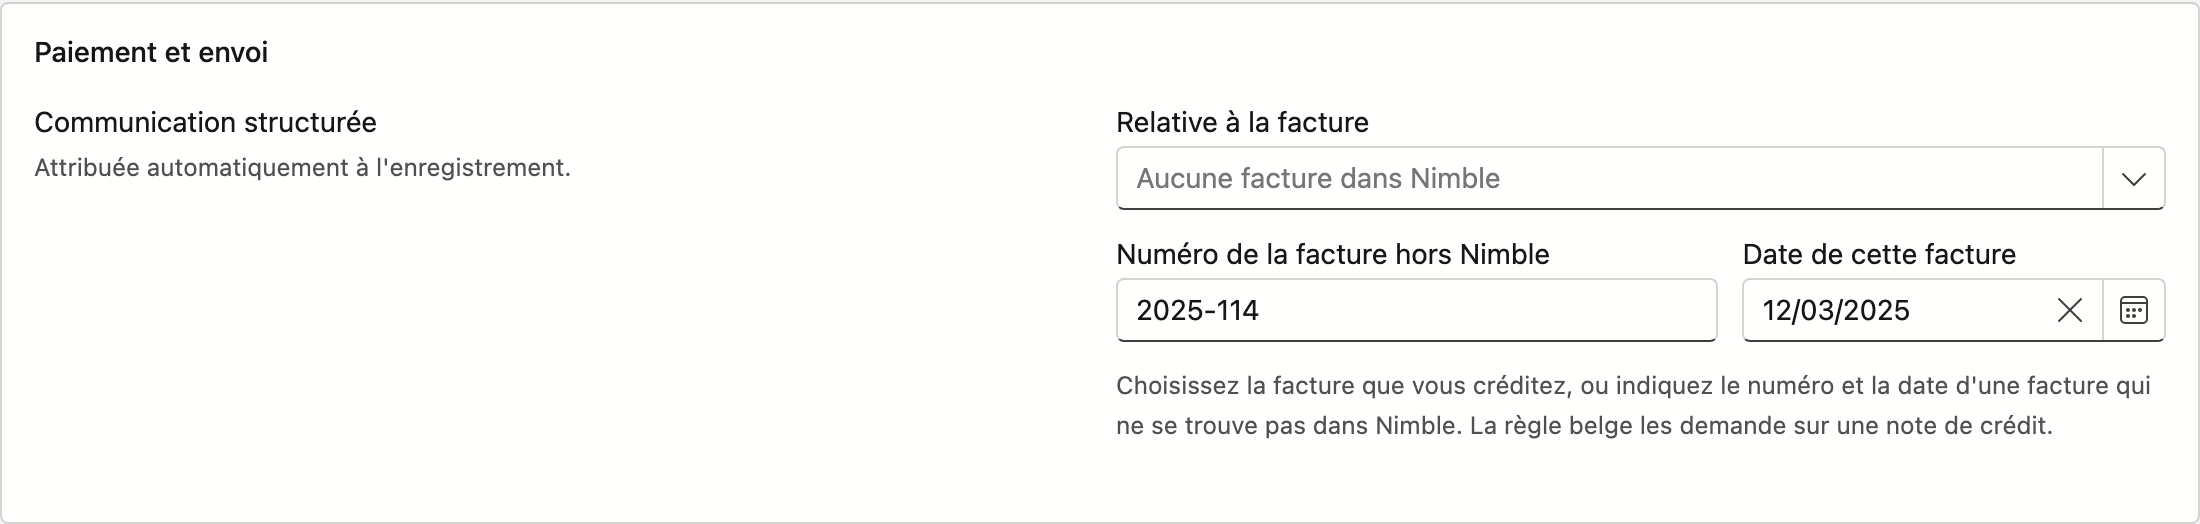 Paiement et envoi
Communication structurée
Attribuée automatiquement à l'enregistrement.
Relative à la facture
Aucune facture dans Nimble
Numéro de la facture hors Nimble
2025-114
Date de cette facture
12/03/2025
Choisissez la facture que vous créditez, ou indiquez le numéro et la date d'une facture qui
ne se trouve pas dans Nimble. La règle belge les demande sur une note de crédit.